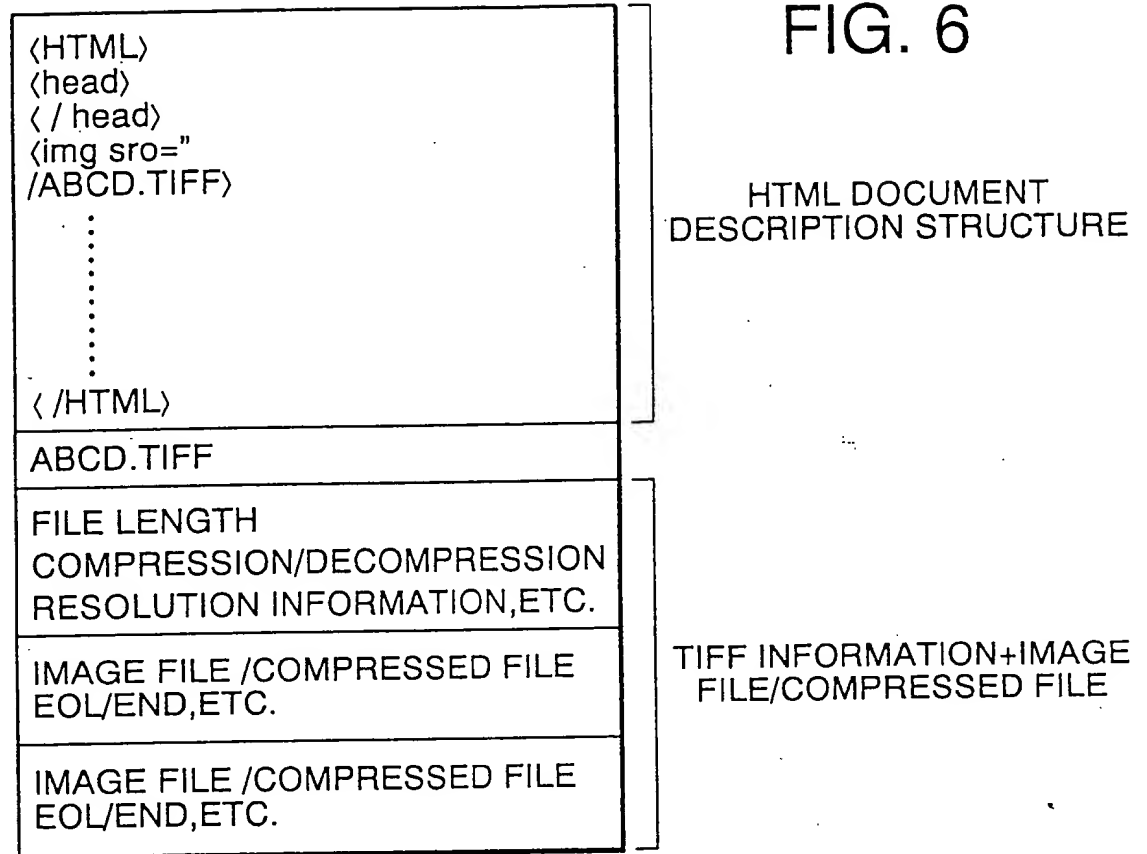 FIG. 6
〈HTML〉
〈head〉
〈 / head〉
〈img sro="
/ABCD.TIFF〉
〈 /HTML〉
HTML DOCUMENT
DESCRIPTION STRUCTURE
ABCD.TIFF
FILE LENGTH
COMPRESSION/DECOMPRESSION
RESOLUTION INFORMATION,ETC.
IMAGE FILE /COMPRESSED FILE
EOL/END,ETC.
IMAGE FILE /COMPRESSED FILE
EOL/END,ETC.
TIFF INFORMATION+IMAGE
FILE/COMPRESSED FILE